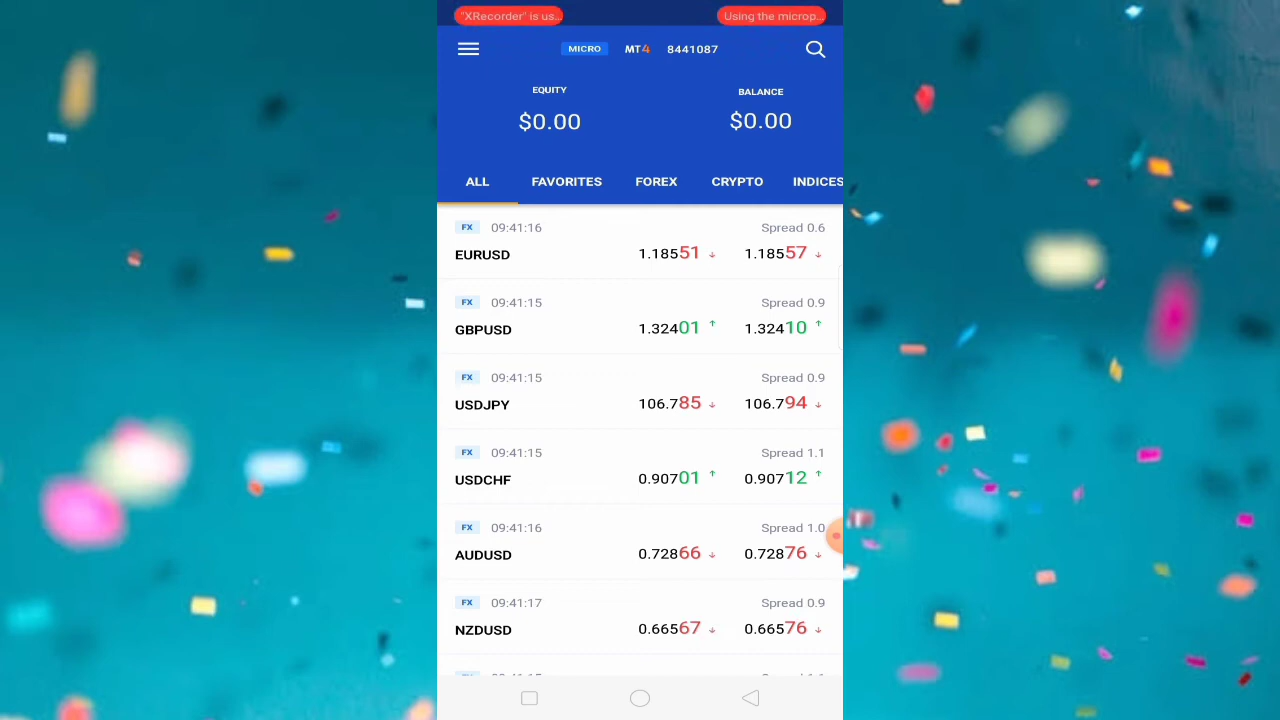 "XRecorder" is us... Using the microp...
MICRO MT4 8441087
EQUITY BALANCE
$0.00 $0.00
ALL FAVORITES FOREX CRYPTO INDICES
FX 09:41:16 Spread 0.6
EURUSD 1.18551 ↓ 1.18557 ↓
FX 09:41:15 Spread 0.9
GBPUSD 1.32401 ↑ 1.32410 ↑
FX 09:41:15 Spread 0.9
USDJPY 106.785 ↓ 106.794 ↓
FX 09:41:15 Spread 1.1
USDCHF 0.90701 ↑ 0.90712 ↑
FX 09:41:16 Spread 1.0
AUDUSD 0.72866 ↓ 0.72876 ↓
FX 09:41:17 Spread 0.9
NZDUSD 0.66567 ↓ 0.66576 ↓